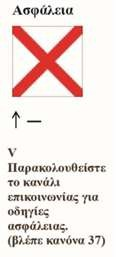 Ασφάλεια
↑ —
V
Παρακολουθείστε
το κανάλι
επικοινωνίας για
οδηγίες
ασφάλειας.
(βλέπε κανόνα 37)